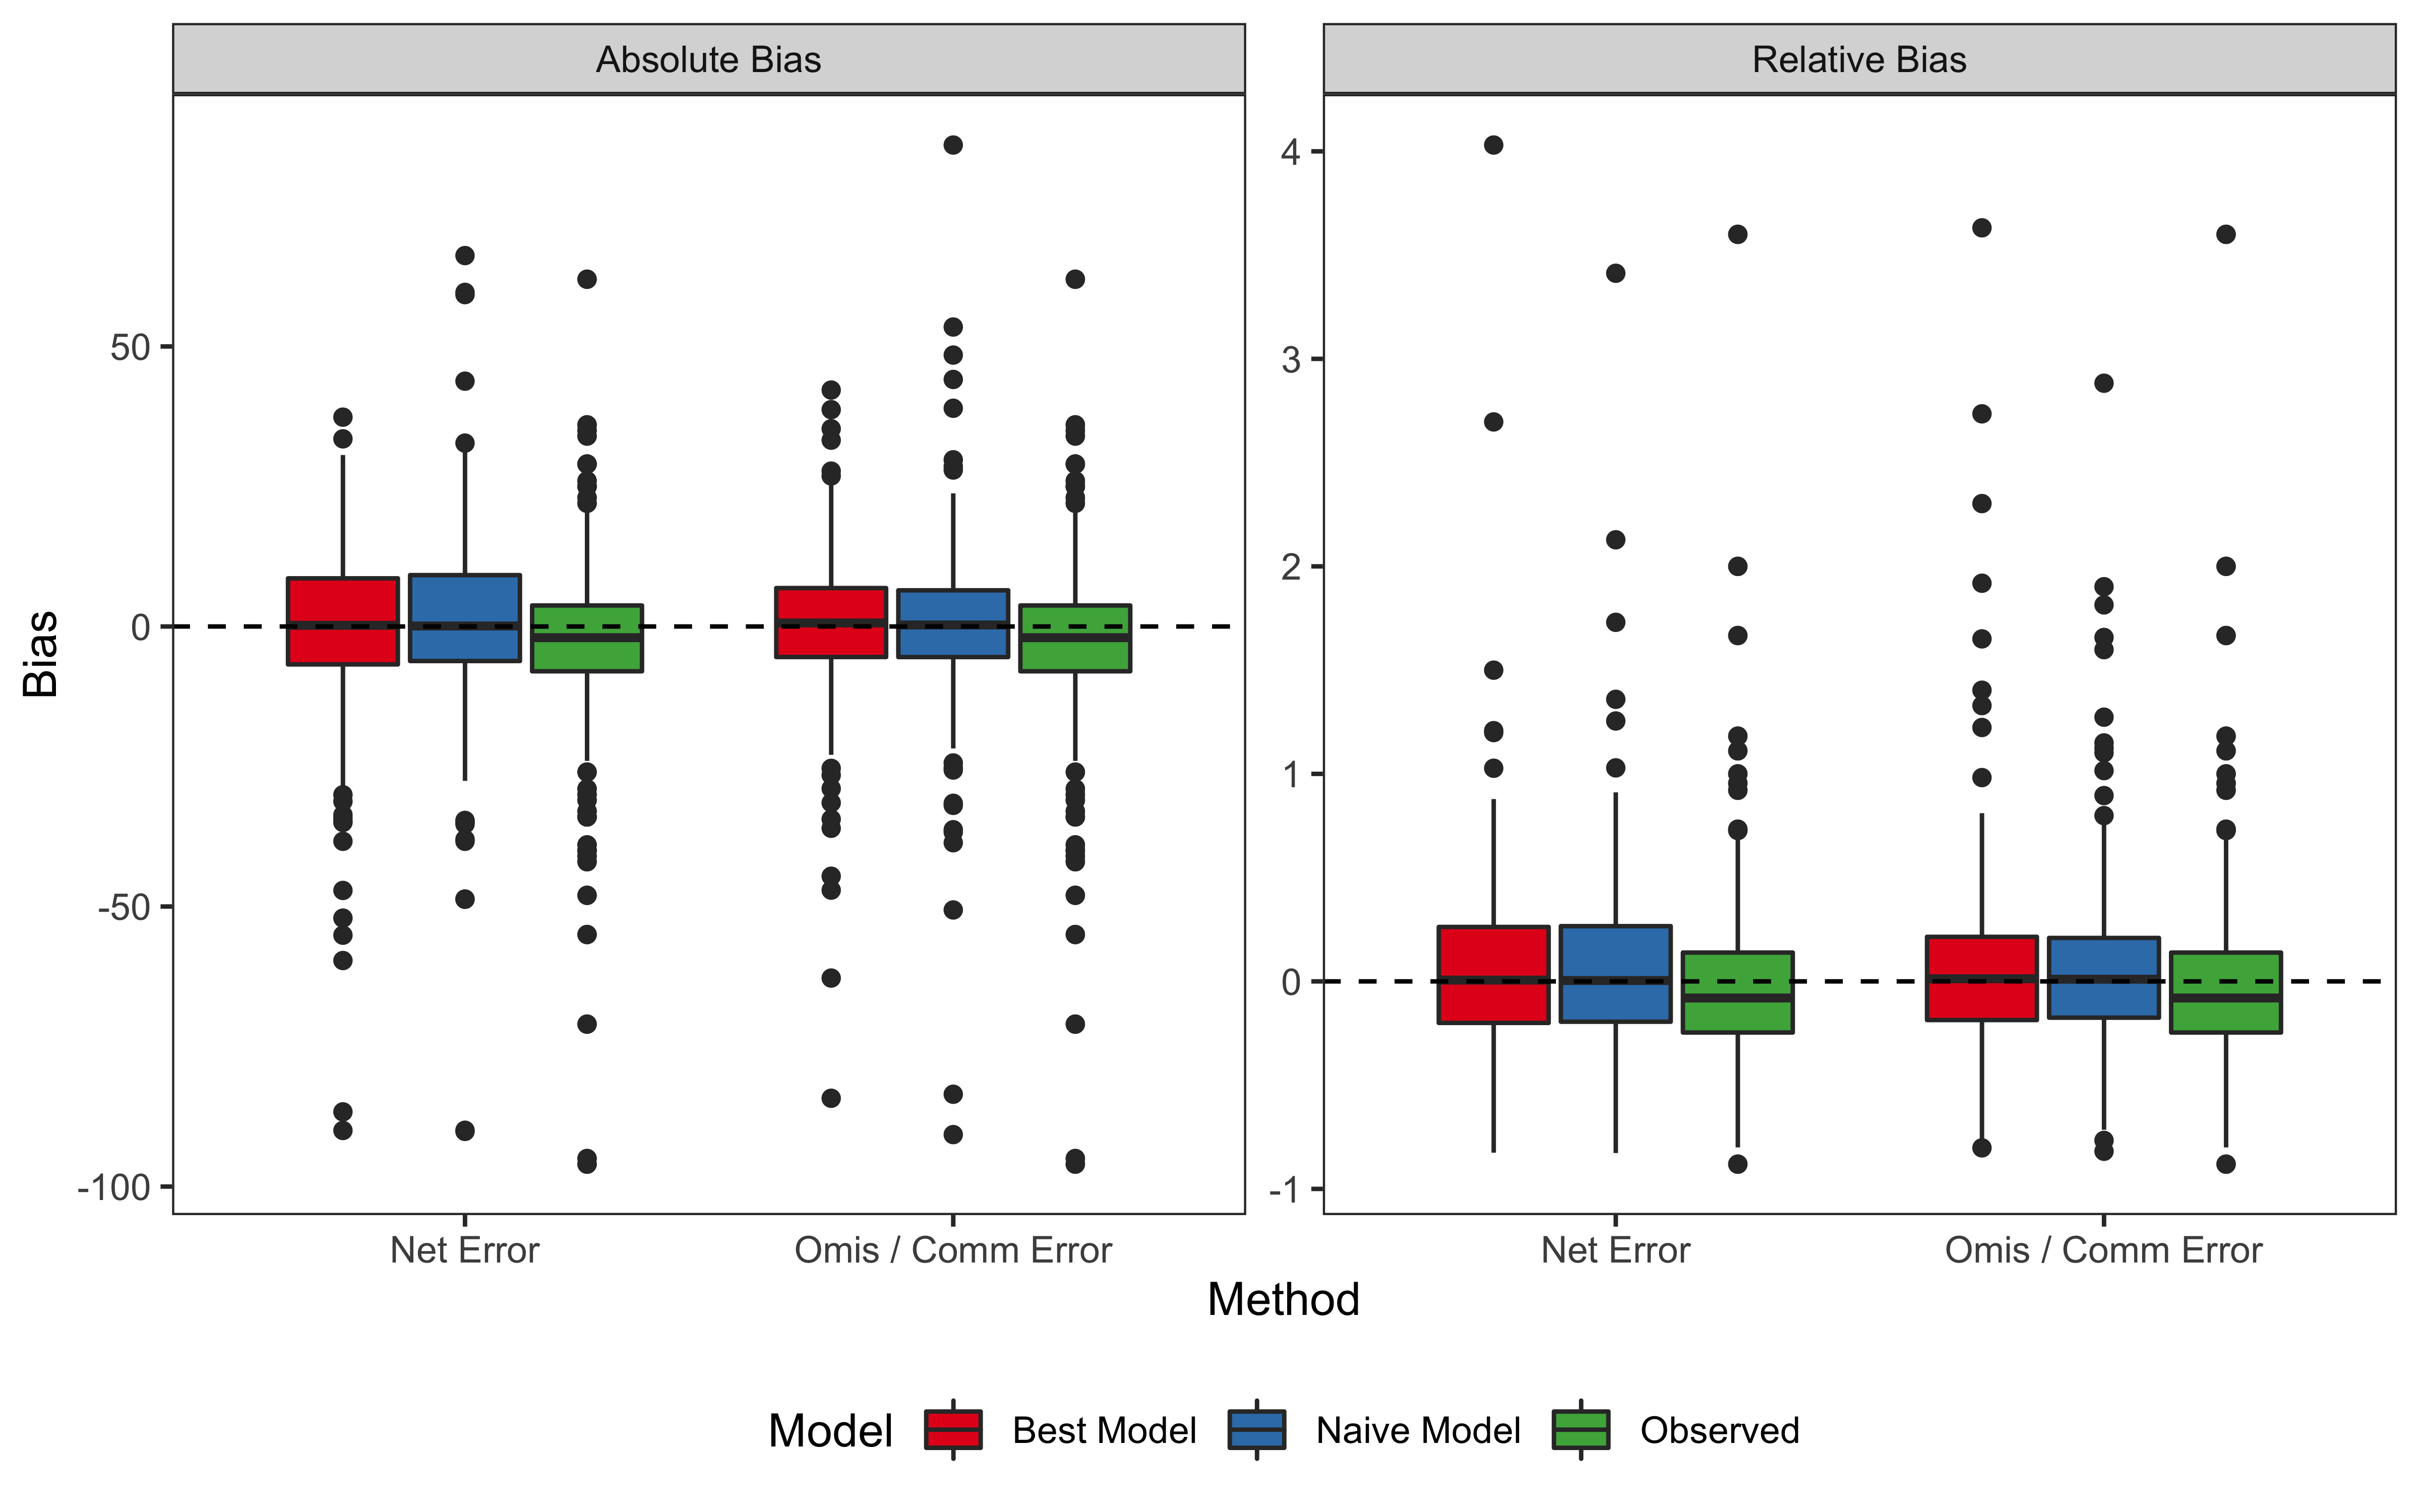 Absolute Bias
Relative Bias
Bias
50
0
-50
-100
4
3
2
1
0
-1
Net Error
Omis / Comm Error
Net Error
Omis / Comm Error
Method
Model
Best Model
Naive Model
Observed